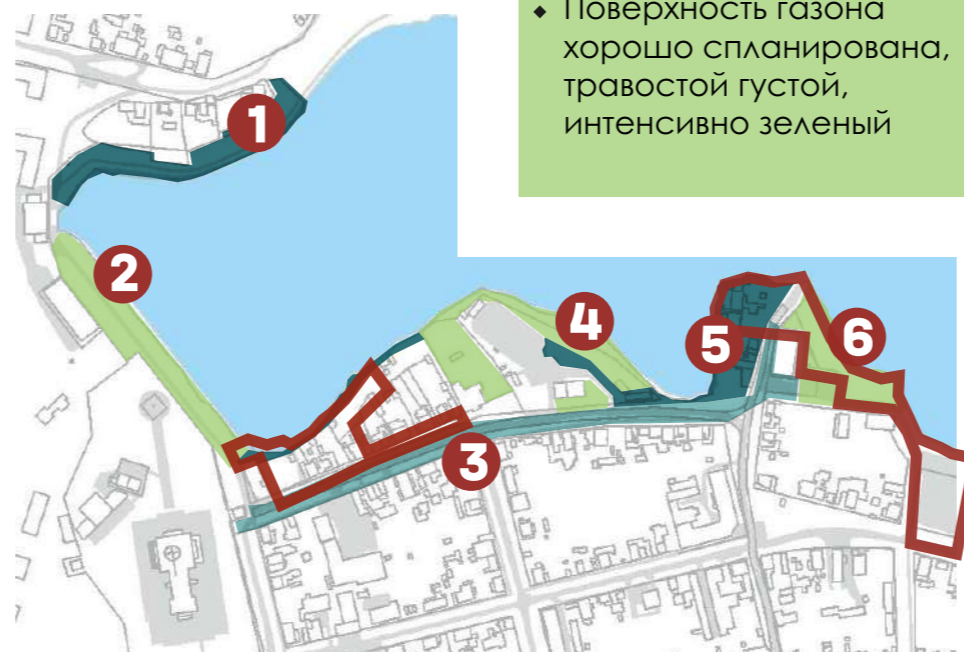 ◆ Поверхность газона
хорошо спланирована,
травостой густой,
интенсивно зеленый
1
2
4
5
6
3